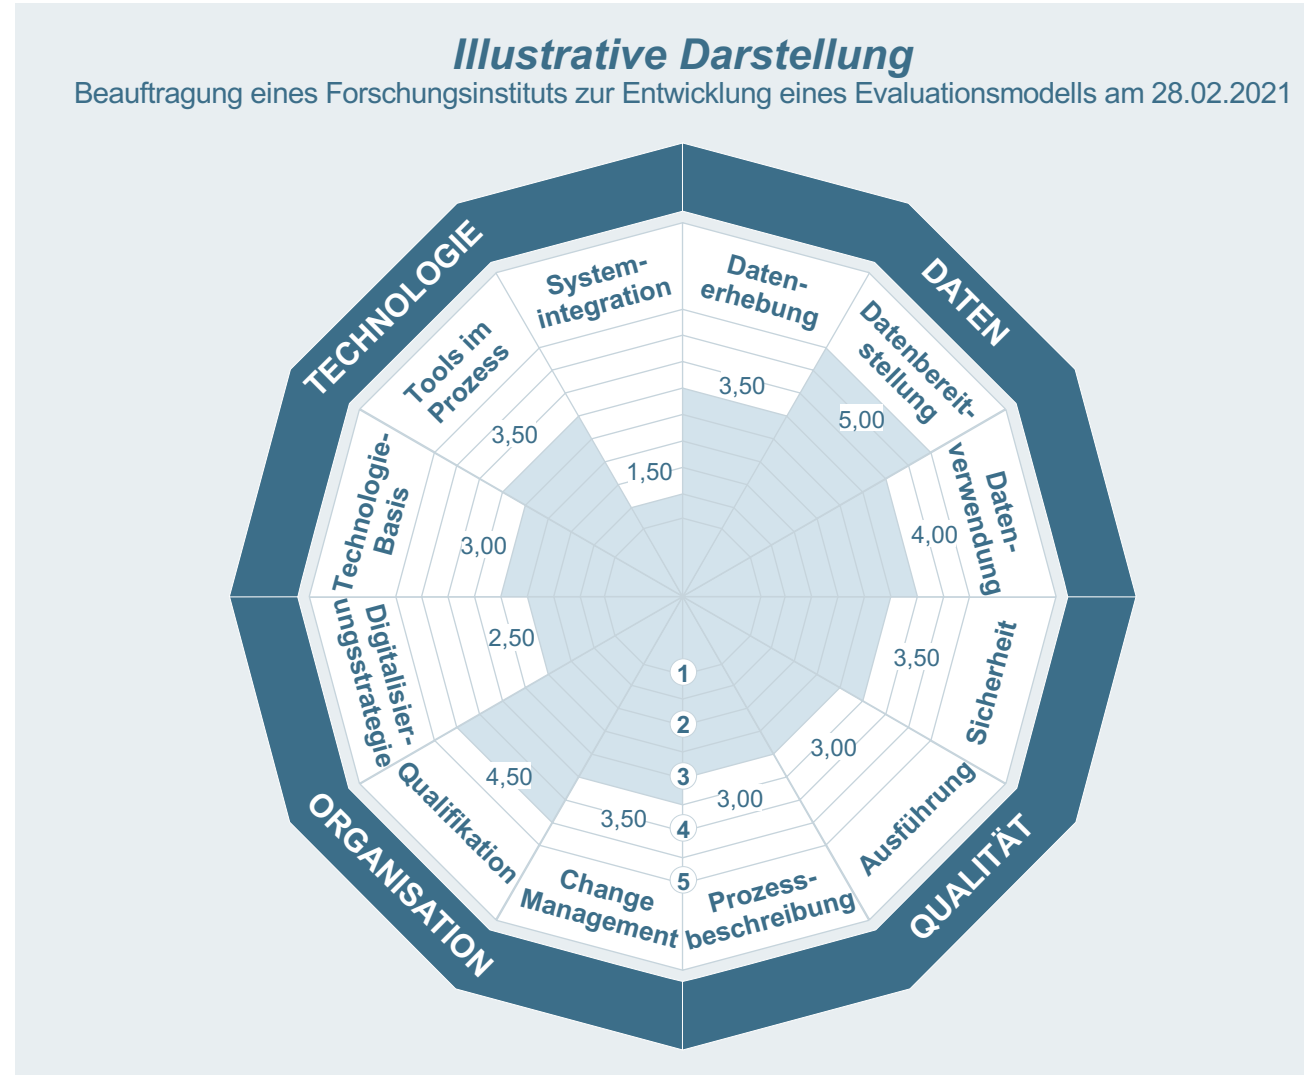 Illustrative Darstellung
Beauftragung eines Forschungsinstituts zur Entwicklung eines Evaluationsmodells am 28.02.2021
TECHNOLOGIE
DATEN
System-
integration
1,50
Daten-
erhebung
3,50
Tools im
Prozess
3,50
Datenbereit-
stellung
5,00
Technologie-
Basis
3,00
Daten-
verwendung
4,00
Digitalisier-
ungsstrategie
2,50
Sicherheit
3,50
Qualifikation
4,50
Ausführung
3,00
Change
Management
3,50
Prozess-
beschreibung
3,00
1
2
3
4
5
ORGANISATION
QUALITÄT